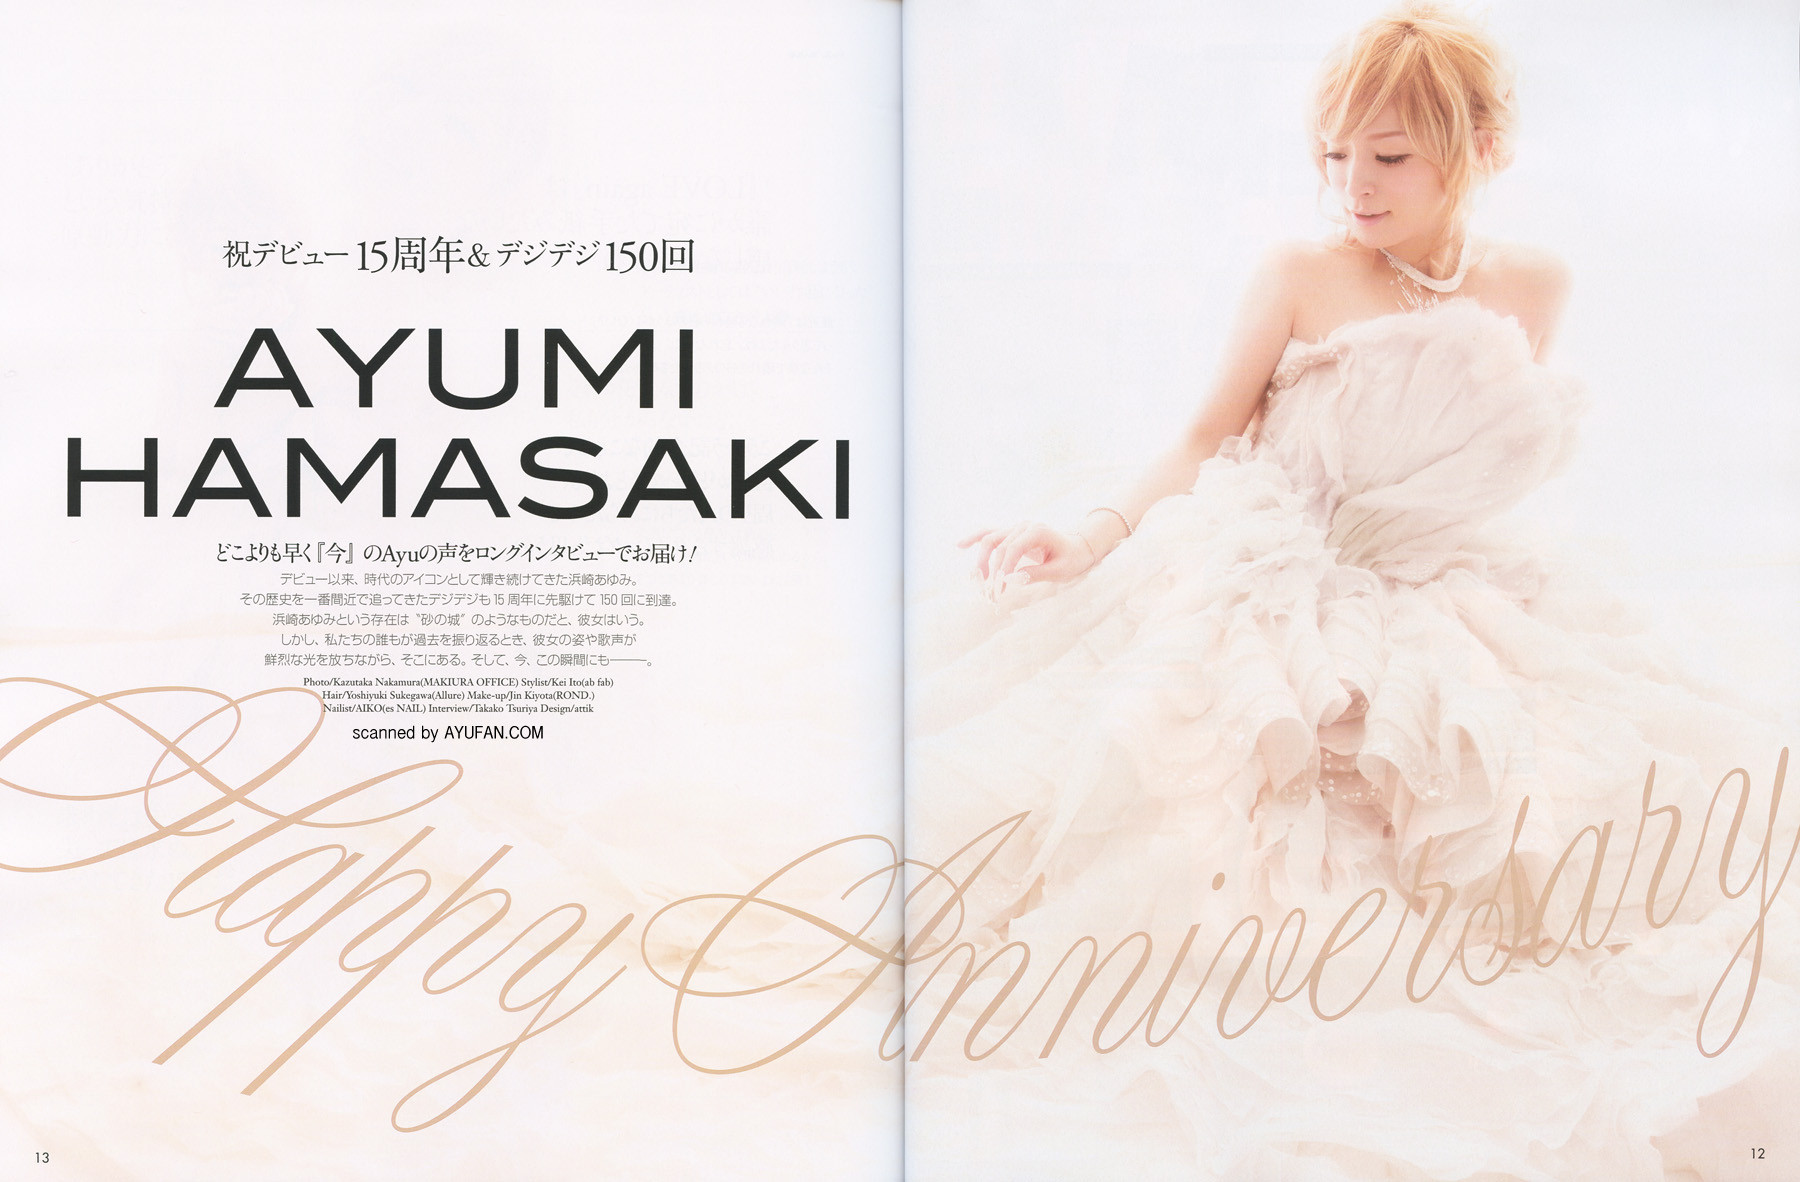 祝デビュー15周年&デジデジ150回
AYUMI
HAMASAKI
どこよりも早く『今』のAyuの声をロングインタビューでお届け!
デビュー以来、時代のアイコンとして輝き続けてきた浜崎あゆみ。
その歴史を一番間近で追ってきたデジデジも15周年に先駆けて150回に到達。
浜崎あゆみという存在は〝砂の城〟のようなものだと、彼女はいう。
しかし、私たちの誰もが過去を振り返るとき、彼女の姿や歌声が
鮮烈な光を放ちながら、そこにある。そして、今、この瞬間にも――。
Photo/Kazutaka Nakamura(MAKIURA OFFICE) Stylist/Kei Ito(ab fab)
Hair/Yoshiyuki Sukegawa(Allure) Make-up/Jin Kiyota(ROND.)
Nailist/AIKO(es NAIL) Interview/Takako Tsuriya Design/attik
scanned by AYUFAN.COM
Happy Anniversary
13
12